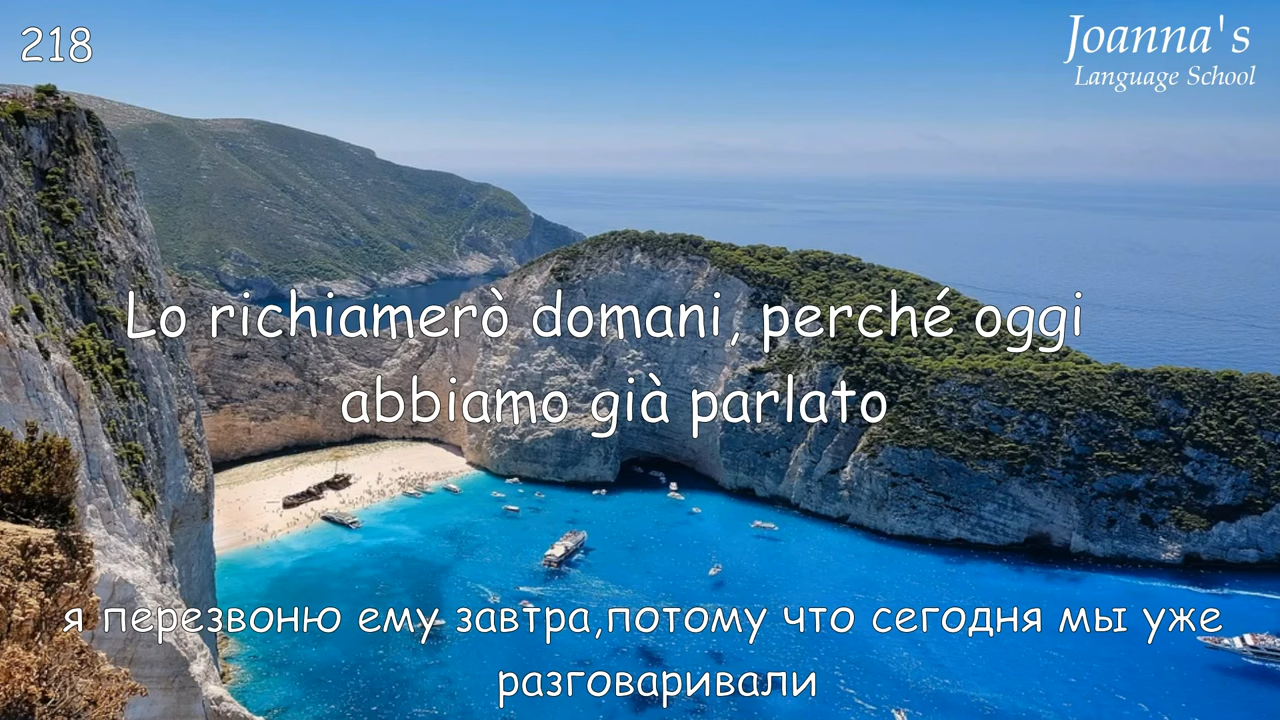 218
Joanna's
Language School
Lo richiamerò domani, perché oggi
abbiamo già parlato
я перезвоню ему завтра,потому что сегодня мы уже
разговаривали